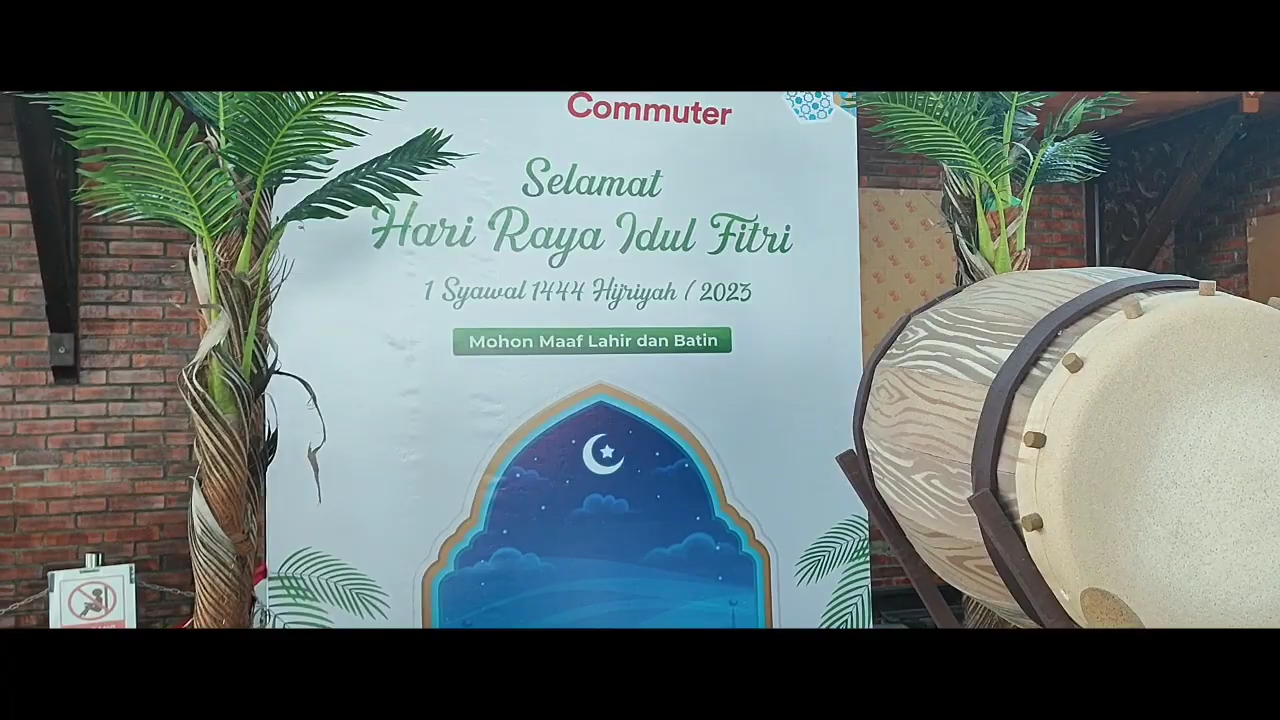 Commuter
Selamat
Hari Raya Idul Fitri
1 Syawal 1444 Hijriyah / 2023
Mohon Maaf Lahir dan Batin